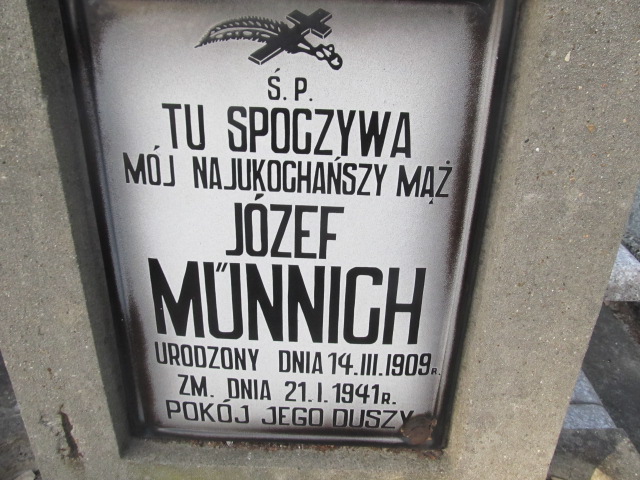 Ś. P.
TU SPOCZYWA
MÓJ NAJUKOCHAŃSZY MĄŻ
JÓZEF
MŰNNICH
URODZONY DNIA 14.III.1909R.
ZM. DNIA 21.I.1941R.
POKÓJ JEGO DUSZY